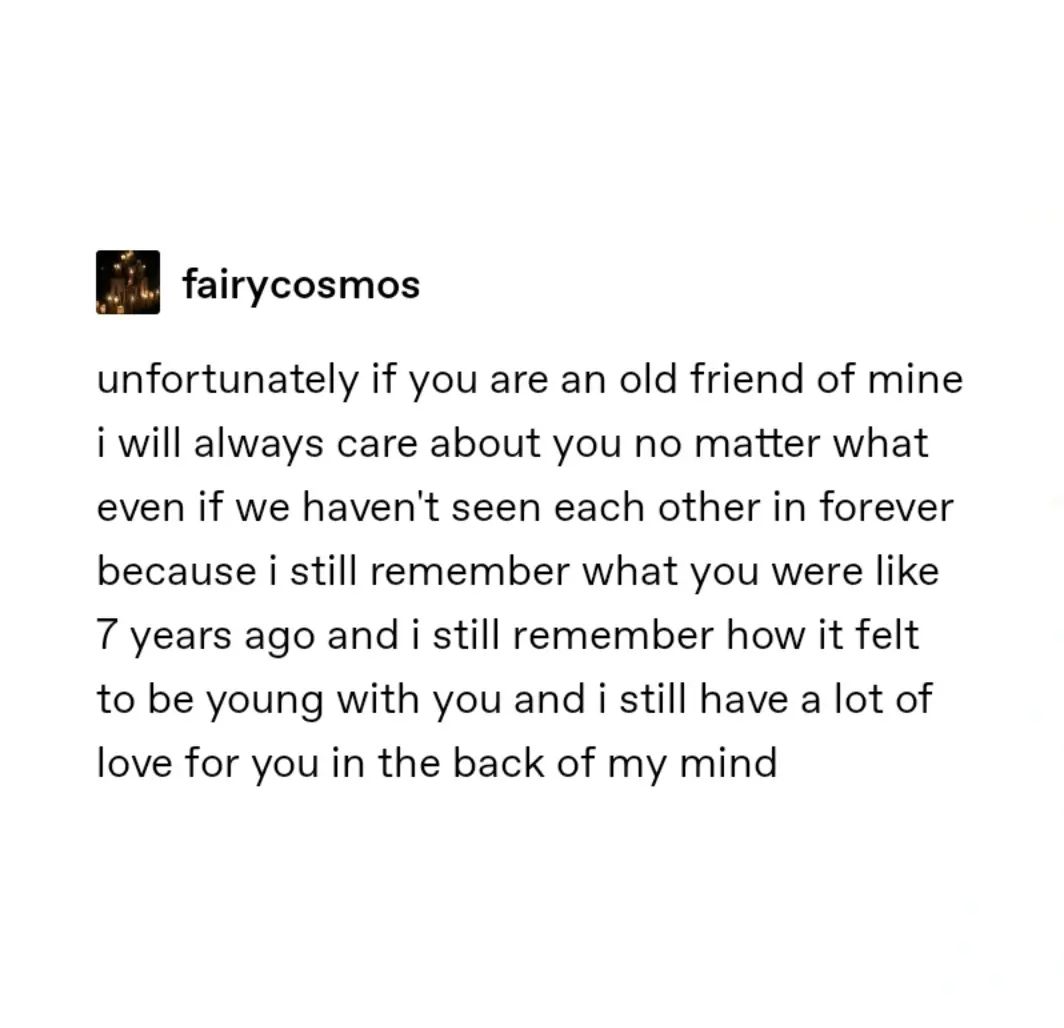 fairycosmos
unfortunately if you are an old friend of mine
i will always care about you no matter what
even if we haven't seen each other in forever
because i still remember what you were like
7 years ago and i still remember how it felt
to be young with you and i still have a lot of
love for you in the back of my mind